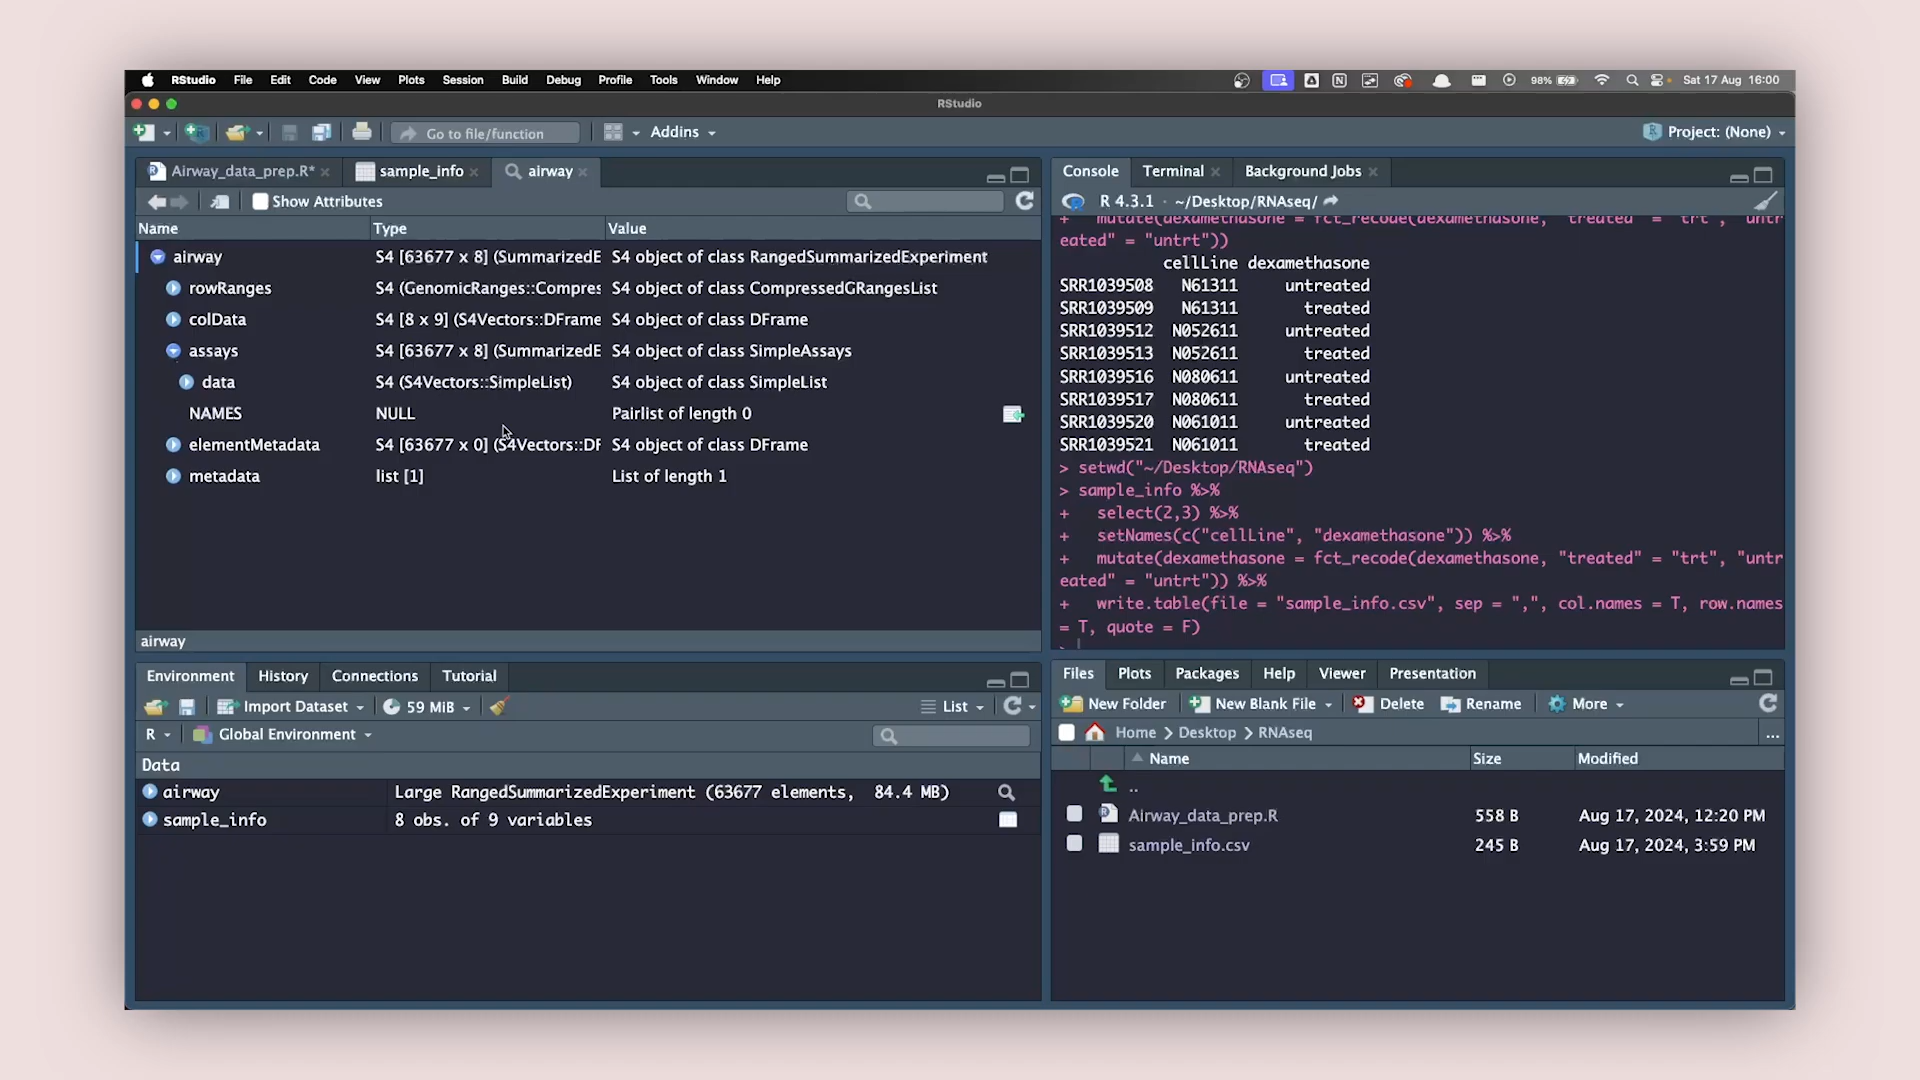 RStudio File Edit Code View Plots Session Build Debug Profile Tools Window Help 98% Sat 17 Aug 16:00
RStudio
Go to file/function Addins Project: (None)
Airway_data_prep.R* sample_info airway
Show Attributes
Name Type Value
airway S4 [63677 x 8] (SummarizedE S4 object of class RangedSummarizedExperiment
rowRanges S4 (GenomicRanges::Compres S4 object of class CompressedGRangesList
colData S4 [8 x 9] (S4Vectors::DFrame S4 object of class DFrame
assays S4 [63677 x 8] (SummarizedE S4 object of class SimpleAssays
data S4 (S4Vectors::SimpleList) S4 object of class SimpleList
NAMES NULL Pairlist of length 0
elementMetadata S4 [63677 x 0] (S4Vectors::DF S4 object of class DFrame
metadata list [1] List of length 1
airway
Console Terminal Background Jobs
R 4.3.1 · ~/Desktop/RNAseq/
+ mutate(dexamethasone = fct_recode(dexamethasone, "treated" = "trt", "untr
eated" = "untrt"))
cellLine dexamethasone
SRR1039508 N61311 untreated
SRR1039509 N61311 treated
SRR1039512 N052611 untreated
SRR1039513 N052611 treated
SRR1039516 N080611 untreated
SRR1039517 N080611 treated
SRR1039520 N061011 untreated
SRR1039521 N061011 treated
> setwd("~/Desktop/RNAseq")
> sample_info %>%
+ select(2,3) %>%
+ setNames(c("cellLine", "dexamethasone")) %>%
+ mutate(dexamethasone = fct_recode(dexamethasone, "treated" = "trt", "untr
eated" = "untrt")) %>%
+ write.table(file = "sample_info.csv", sep = ",", col.names = T, row.names
= T, quote = F)
>
Environment History Connections Tutorial
Import Dataset 59 MiB List
R Global Environment
Data
airway Large RangedSummarizedExperiment (63677 elements, 84.4 MB)
sample_info 8 obs. of 9 variables
Files Plots Packages Help Viewer Presentation
New Folder New Blank File Delete Rename More
Home Desktop RNAseq ...
Name Size Modified
..
Airway_data_prep.R 558 B Aug 17, 2024, 12:20 PM
sample_info.csv 245 B Aug 17, 2024, 3:59 PM